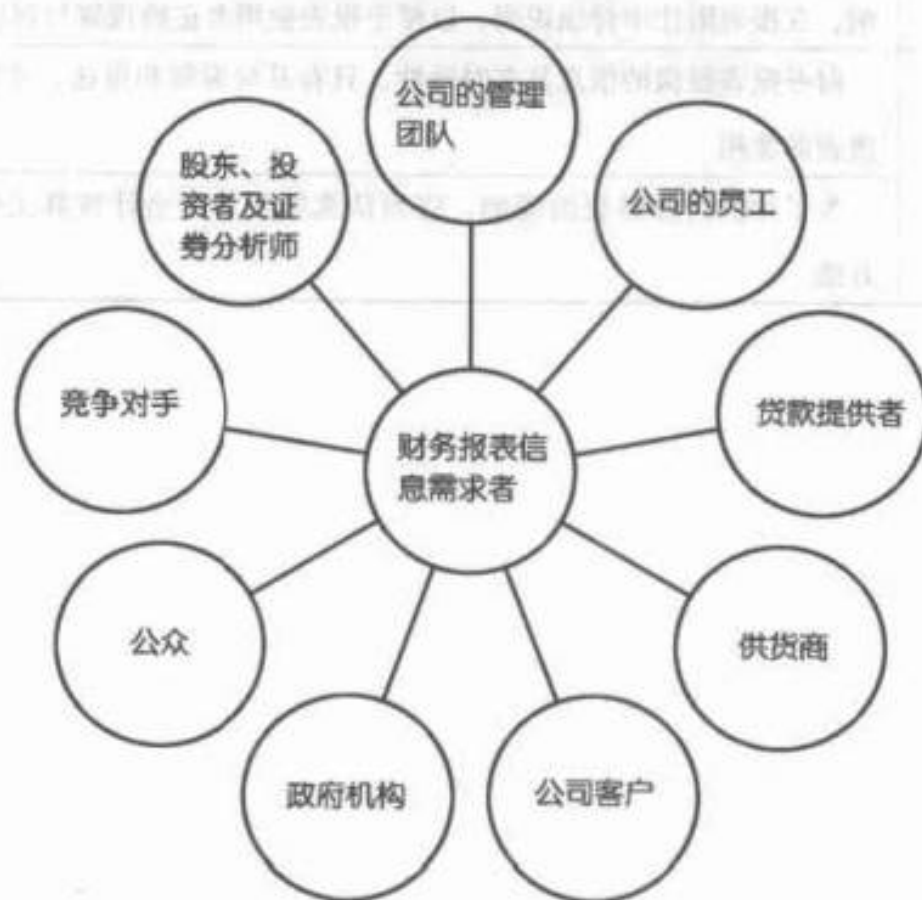 公司的管理
团队
股东、投
资者及证
券分析师
公司的员工
竞争对手
贷款提供者
财务报表信
息需求者
公众
供货商
政府机构
公司客户